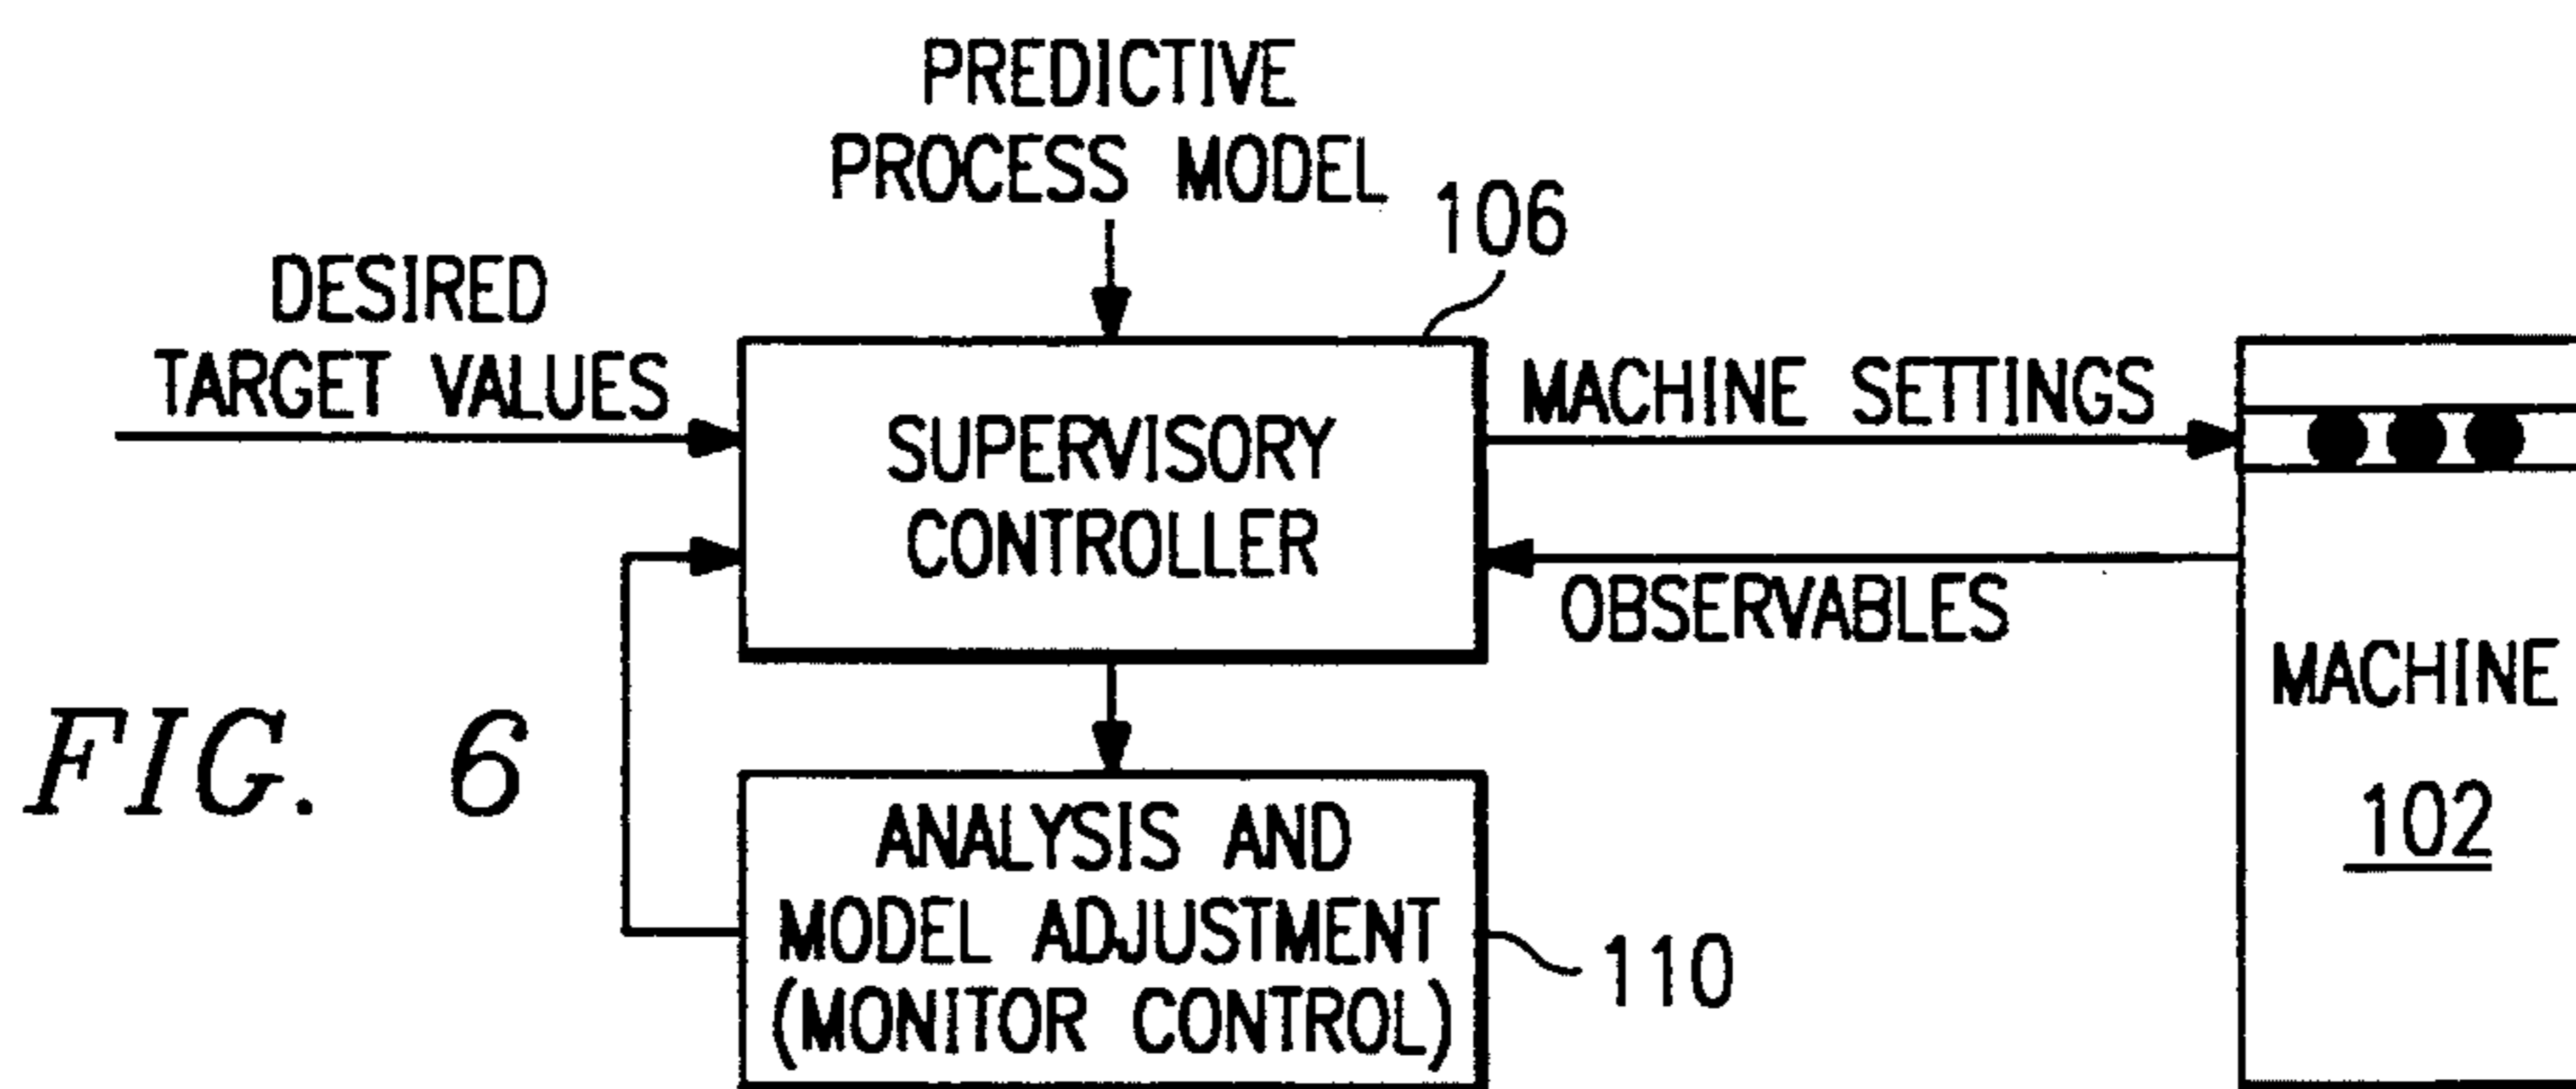 PREDICTIVE
PROCESS MODEL
106
DESIRED
TARGET VALUES
SUPERVISORY
CONTROLLER
MACHINE SETTINGS
OBSERVABLES
MACHINE
102
FIG. 6
ANALYSIS AND
MODEL ADJUSTMENT
(MONITOR CONTROL)
110